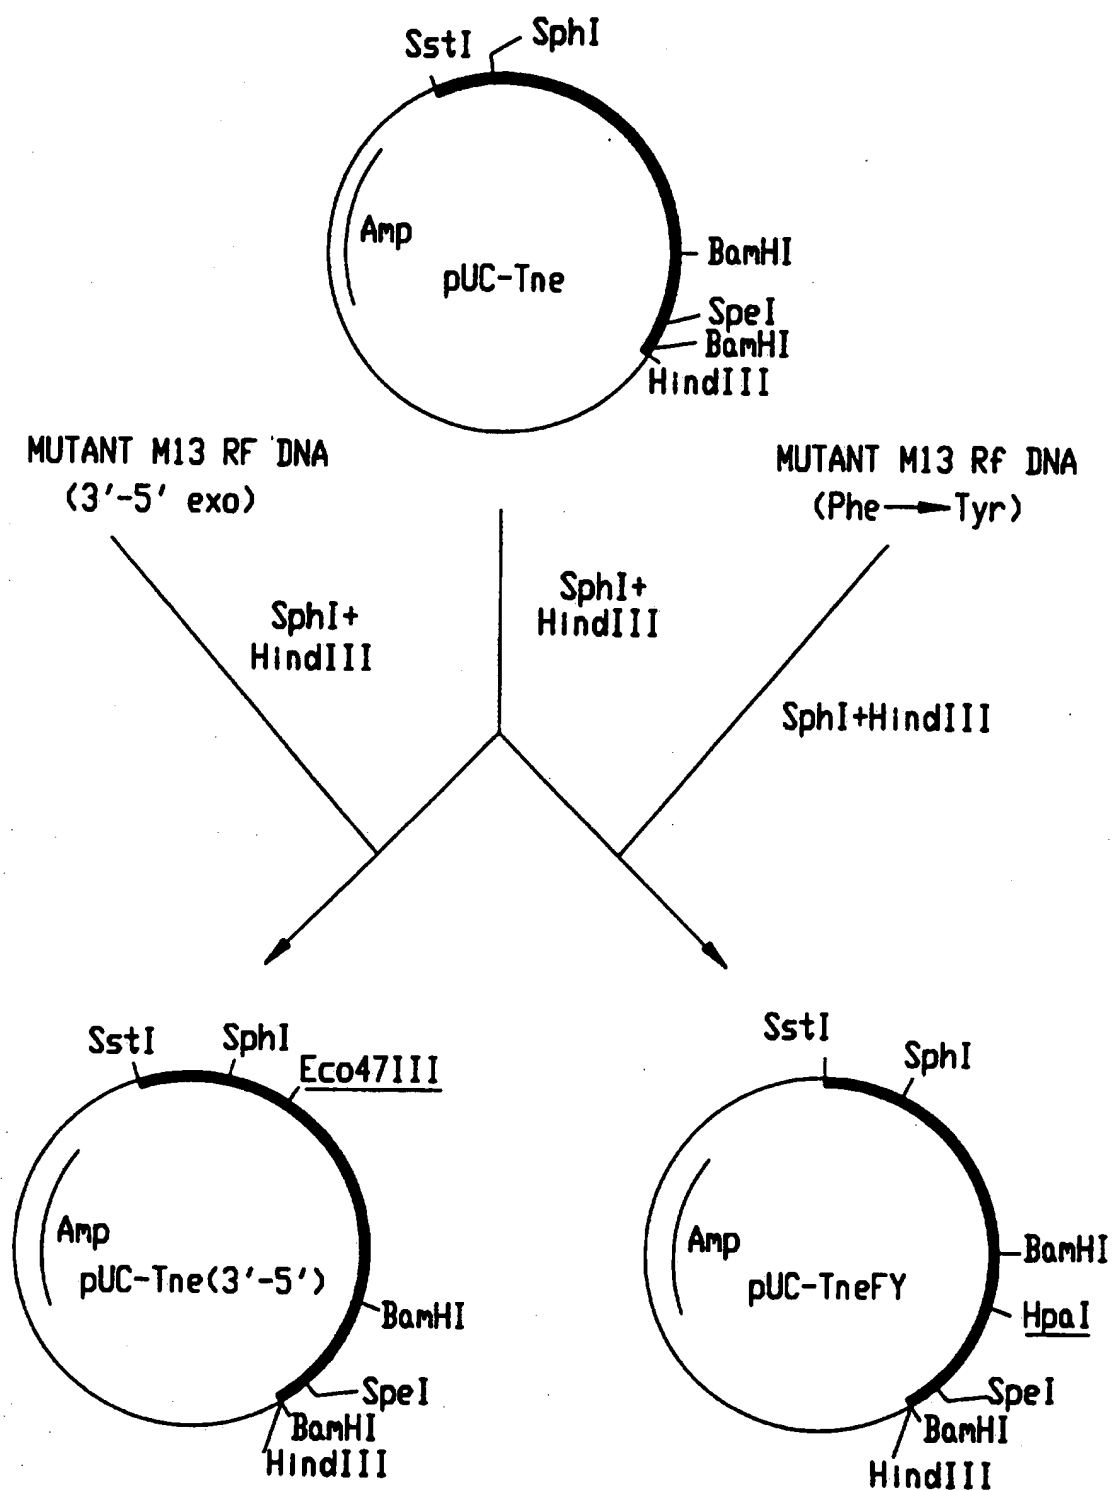 SstI
SphI
Amp
pUC-Tne
BamHI
SpeI
BamHI
HindIII
MUTANT M13 RF DNA
(3'-5' exo)
MUTANT M13 Rf DNA
(Phe→Tyr)
SphI+
HindIII
SphI+
HindIII
SphI+HindIII
SstI
SphI
Eco47III
Amp
pUC-Tne(3'-5')
BamHI
SpeI
BamHI
HindIII
SstI
SphI
Amp
pUC-TneFY
BamHI
HpaI
SpeI
BamHI
HindIII